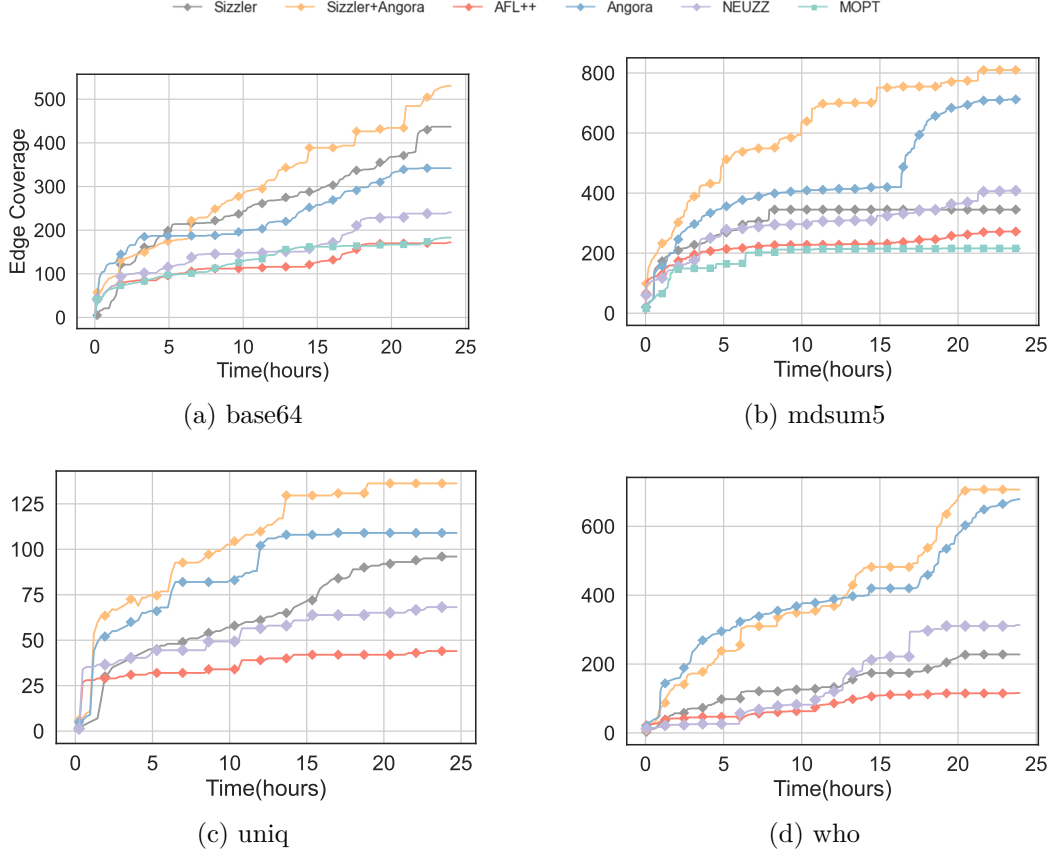 Sizzler Sizzler+Angora AFL++ Angora NEUZZ MOPT
Edge Coverage
500
400
300
200
100
0
0 5 10 15 20 25
Time(hours)
(a) base64
800
600
400
200
0
0 5 10 15 20 25
Time(hours)
(b) mdsum5
125
100
75
50
25
0
0 5 10 15 20 25
Time(hours)
(c) uniq
600
400
200
0
0 5 10 15 20 25
Time(hours)
(d) who